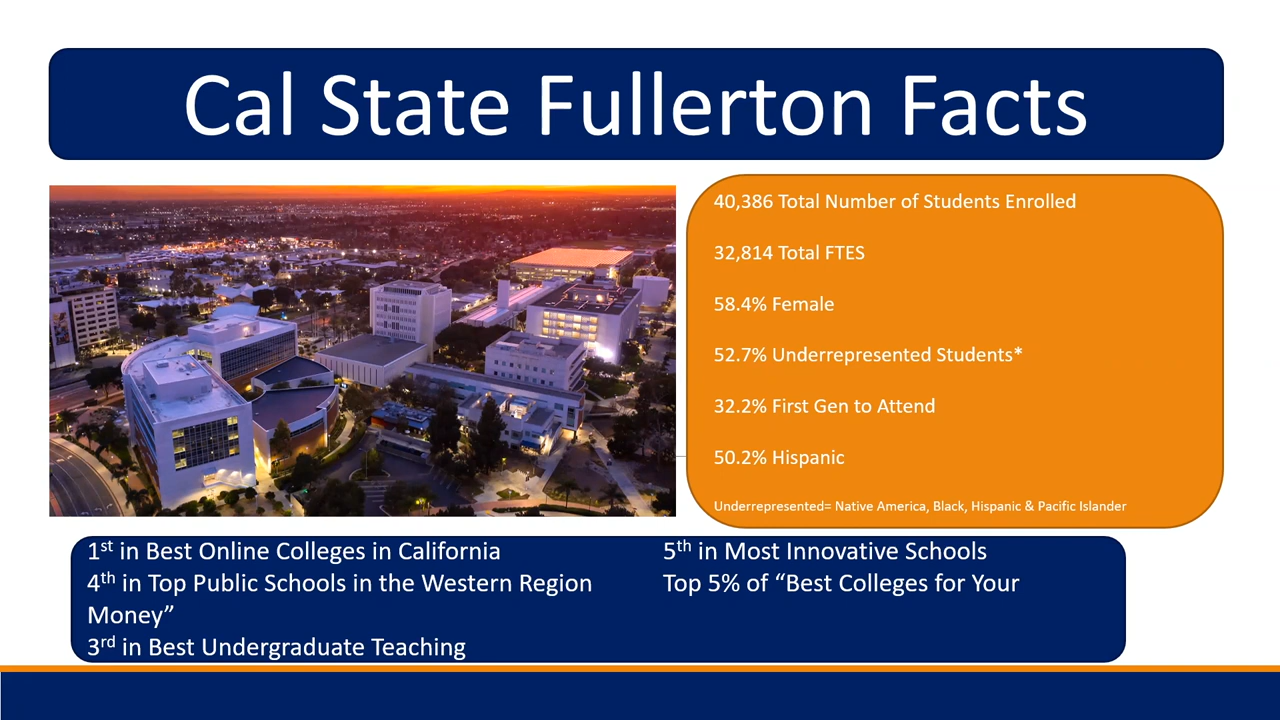 Cal State Fullerton Facts
40,386 Total Number of Students Enrolled
32,814 Total FTES
58.4% Female
52.7% Underrepresented Students*
32.2% First Gen to Attend
50.2% Hispanic
Underrepresented= Native America, Black, Hispanic & Pacific Islander
1st in Best Online Colleges in California 5th in Most Innovative Schools
4th in Top Public Schools in the Western Region Top 5% of “Best Colleges for Your
Money”
3rd in Best Undergraduate Teaching